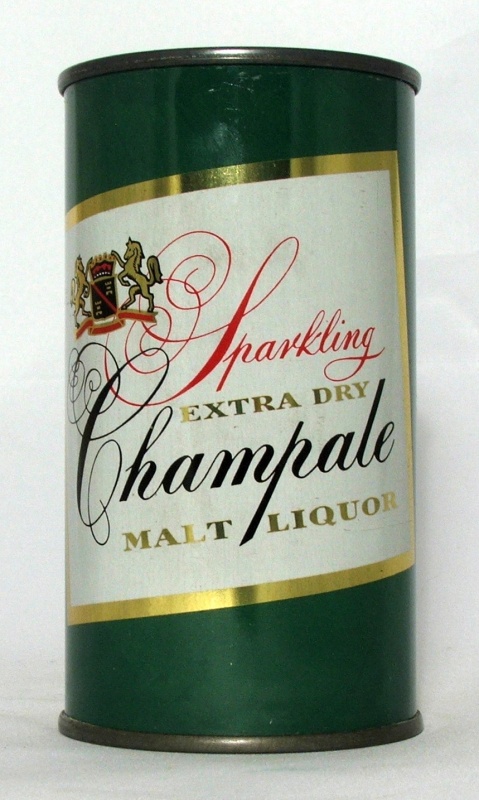 Sparkling
EXTRA DRY
Champale
MALT LIQUOR